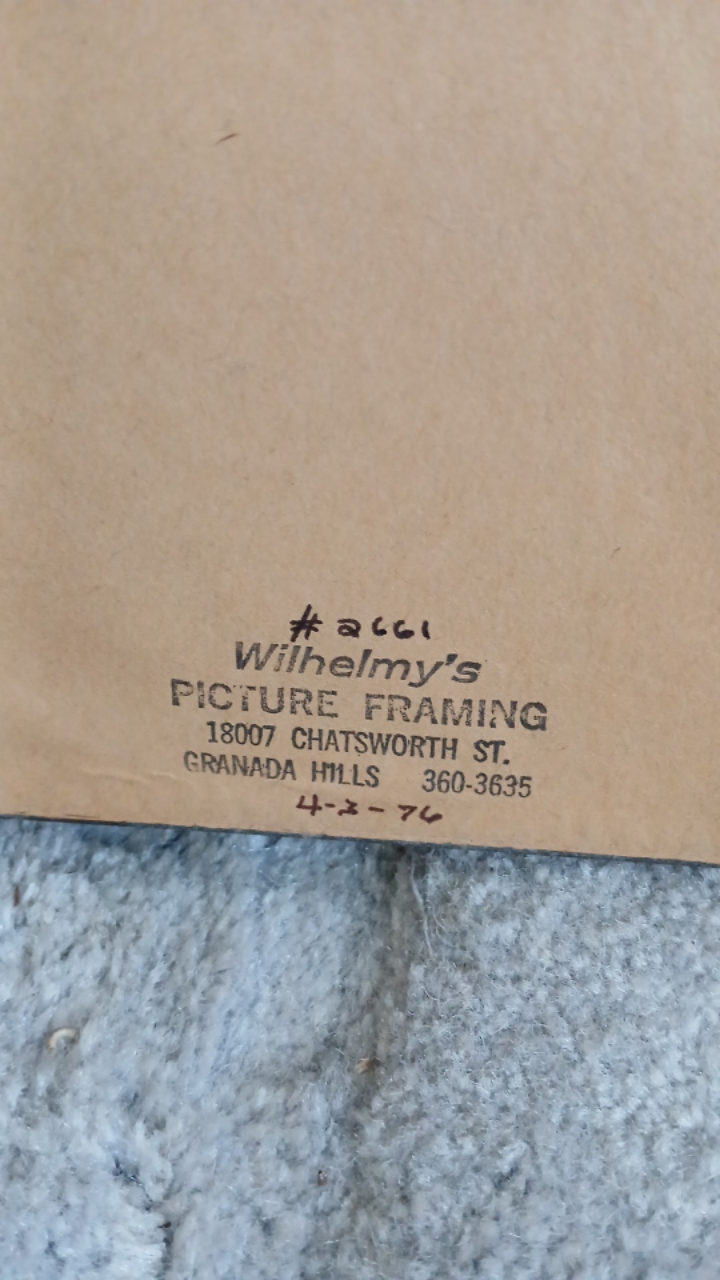 #2661
Wilhelmy's
PICTURE FRAMING
18007 CHATSWORTH ST.
GRANADA HILLS 360-3635
4-3-76